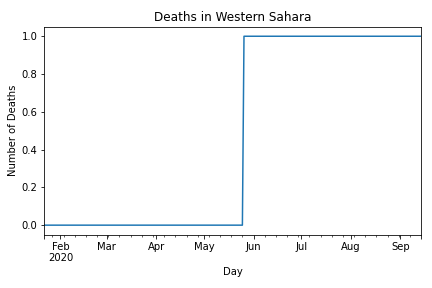 Deaths in Western Sahara
1.0
0.8
0.6
0.4
0.2
0.0
Number of Deaths
Feb Mar Apr May Jun Jul Aug Sep
2020
Day